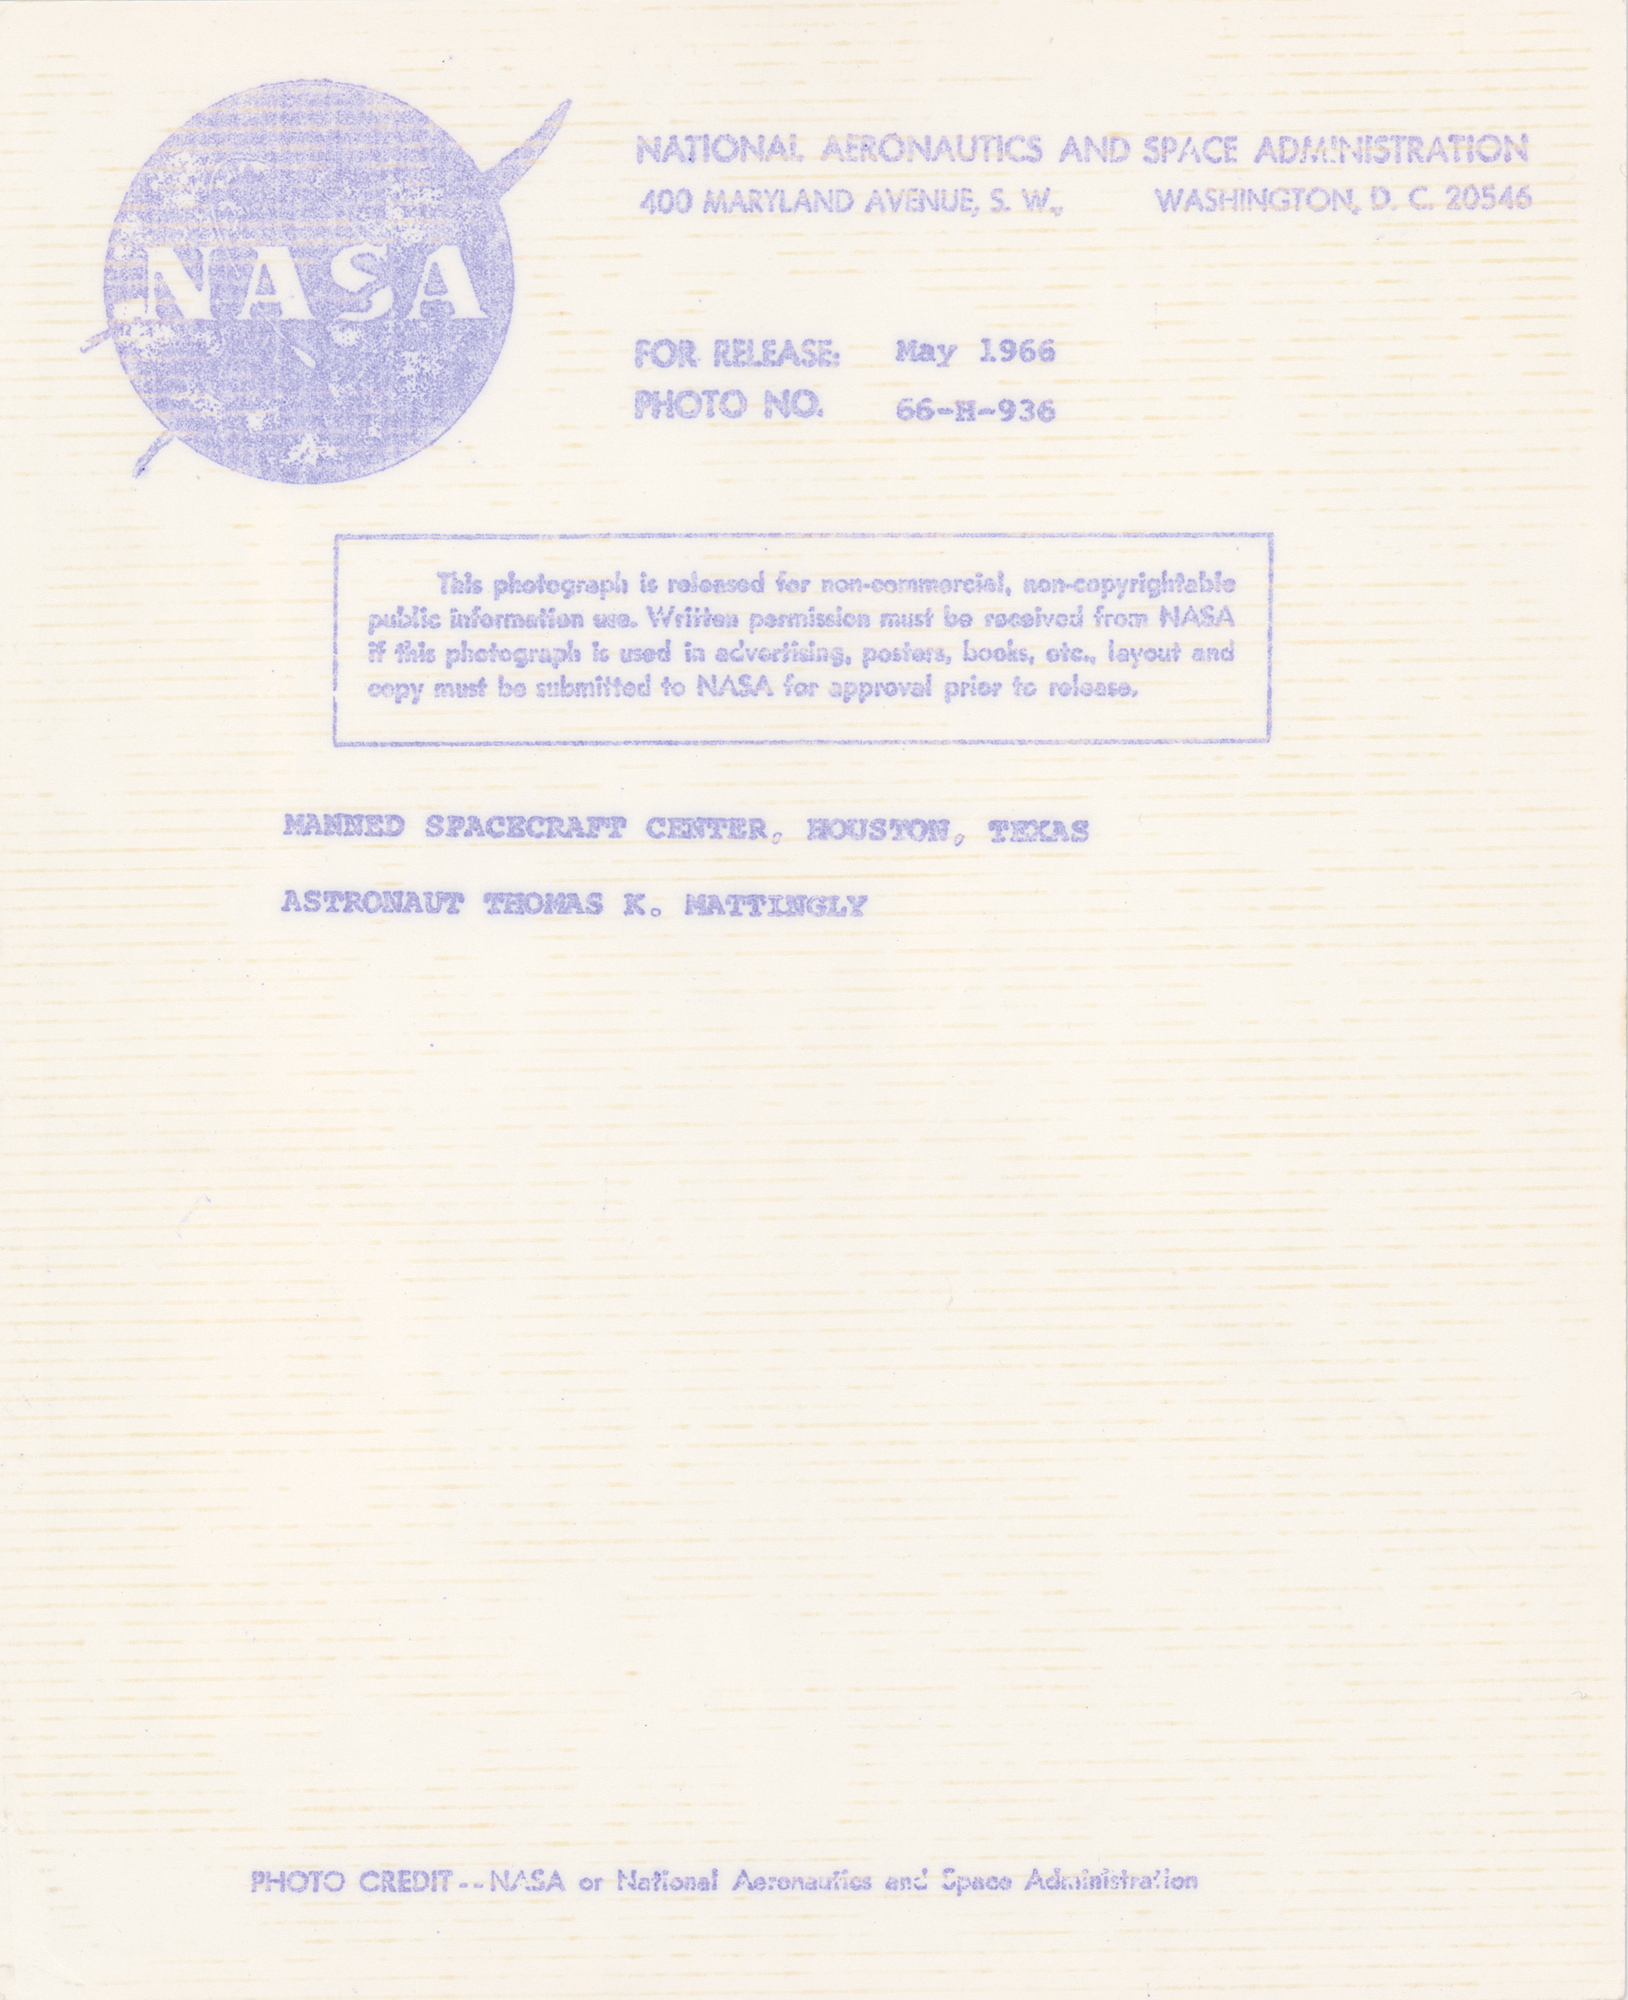 NASA
NATIONAL AERONAUTICS AND SPACE ADMINISTRATION
400 MARYLAND AVENUE, S. W., WASHINGTON, D. C. 20546
FOR RELEASE: May 1966
PHOTO NO. 66-H-936
This photograph is released for non-commercial, non-copyrightable
public information use. Written permission must be received from NASA
if this photograph is used in advertising, posters, books, etc., layout and
copy must be submitted to NASA for approval prior to release.
MANNED SPACECRAFT CENTER, HOUSTON, TEXAS
ASTRONAUT THOMAS K. MATTINGLY
PHOTO CREDIT--NASA or National Aeronautics and Space Administration